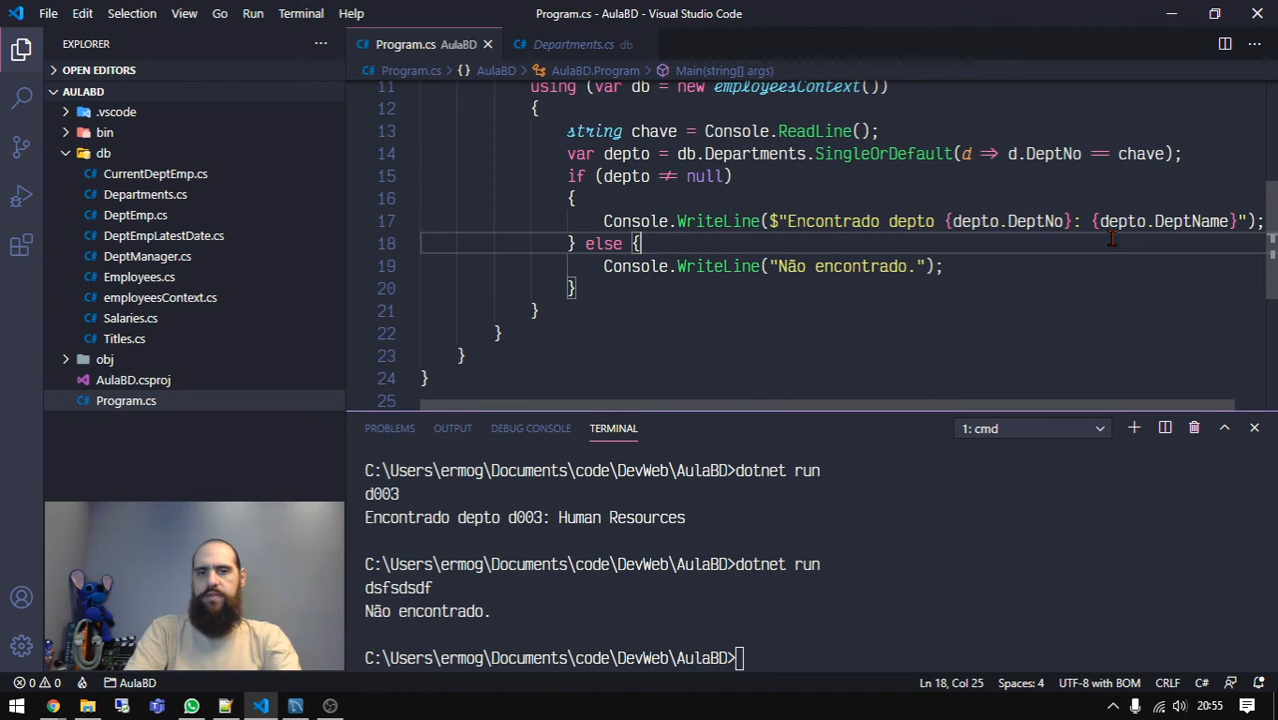 File Edit Selection View Go Run Terminal Help Program.cs - AulaBD - Visual Studio Code
EXPLORER
OPEN EDITORS
AULABD
.vscode
bin
db
CurrentDeptEmp.cs
Departments.cs
DeptEmp.cs
DeptEmpLatestDate.cs
DeptManager.cs
Employees.cs
employeesContext.cs
Salaries.cs
Titles.cs
obj
AulaBD.csproj
Program.cs
Program.cs AulaBD Departments.cs db
Program.cs AulaBD AulaBD.Program Main(string[] args)
11 using (var db = new employeesContext())
12 {
13 string chave = Console.ReadLine();
14 var depto = db.Departments.SingleOrDefault(d => d.DeptNo == chave);
15 if (depto != null)
16 {
17 Console.WriteLine($"Encontrado depto {depto.DeptNo}: {depto.DeptName}");
18 } else {
19 Console.WriteLine("Não encontrado.");
20 }
21 }
22 }
23 }
24 }
25
PROBLEMS OUTPUT DEBUG CONSOLE TERMINAL 1: cmd
C:\Users\ermog\Documents\code\DevWeb\AulaBD>dotnet run
d003
Encontrado depto d003: Human Resources
C:\Users\ermog\Documents\code\DevWeb\AulaBD>dotnet run
dsfsdsdf
Não encontrado.
C:\Users\ermog\Documents\code\DevWeb\AulaBD>
0 0 AulaBD Ln 18, Col 25 Spaces: 4 UTF-8 with BOM CRLF C#
20:55